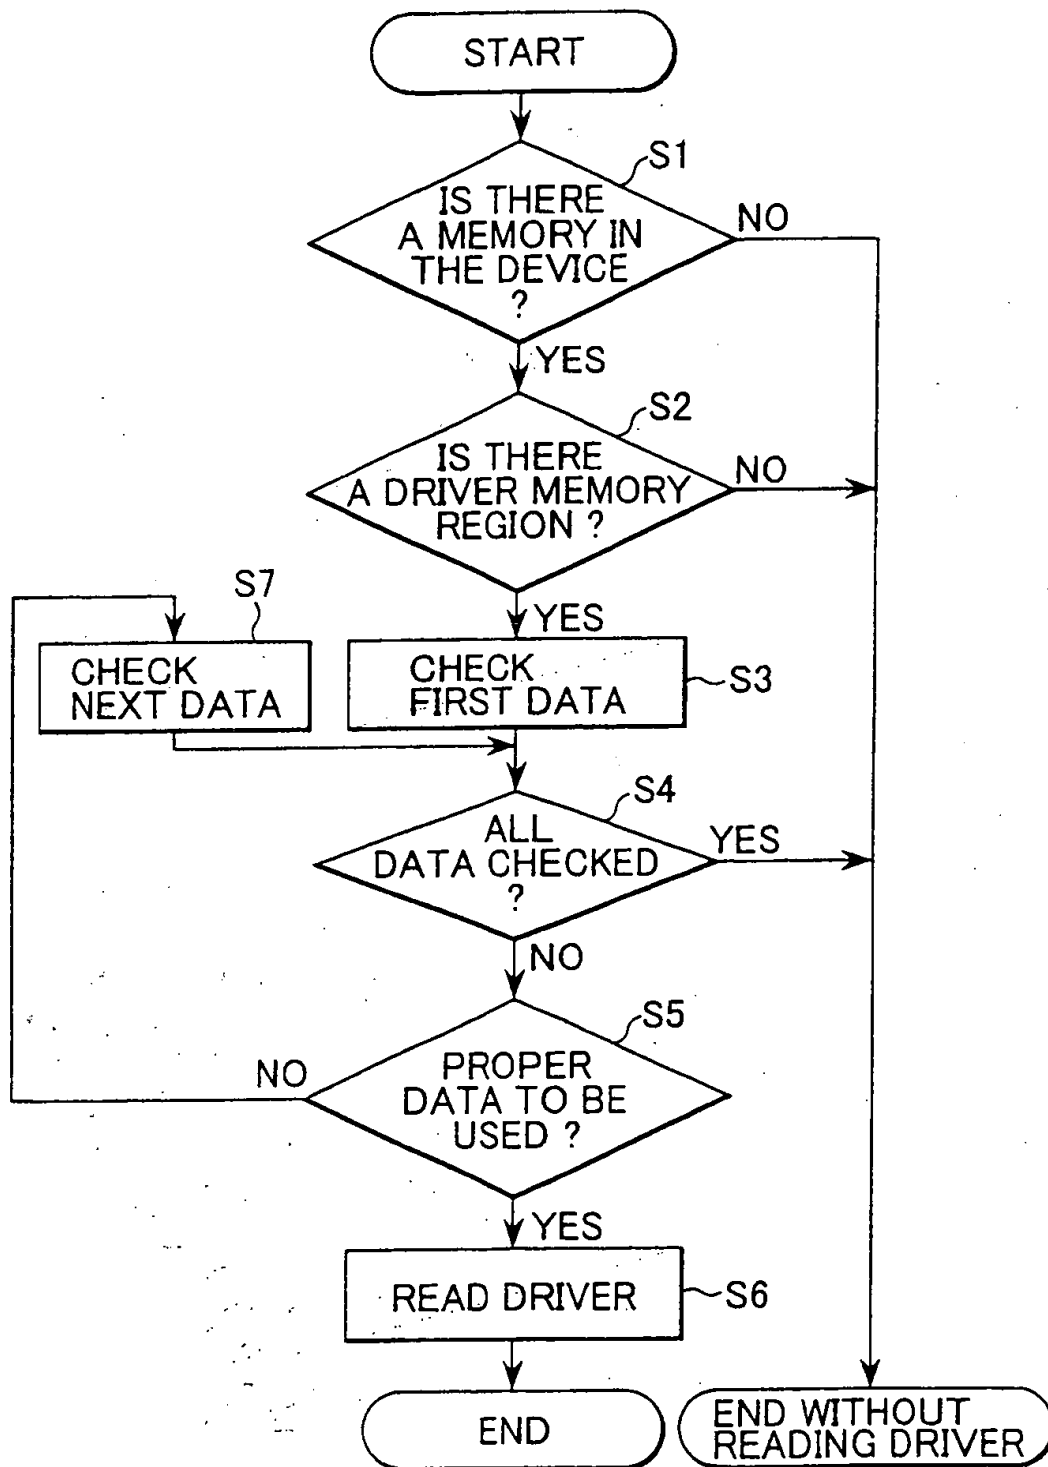 START
S1
IS THERE
A MEMORY IN
THE DEVICE
?
NO
YES
S2
IS THERE
A DRIVER MEMORY
REGION ?
NO
YES
S7
CHECK
NEXT DATA
CHECK
FIRST DATA
S3
S4
ALL
DATA CHECKED
?
YES
NO
S5
PROPER
DATA TO BE
USED ?
NO
YES
READ DRIVER
S6
END
END WITHOUT
READING DRIVER